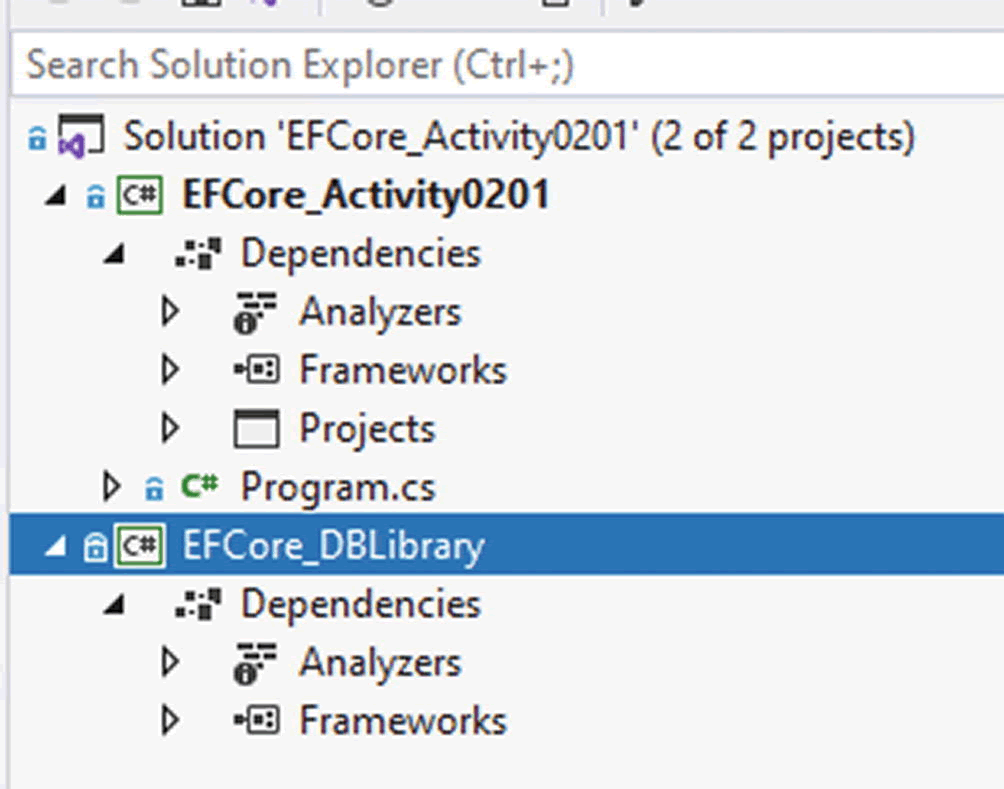 Search Solution Explorer (Ctrl+;)
Solution 'EFCore_Activity0201' (2 of 2 projects)
C# EFCore_Activity0201
Dependencies
Analyzers
Frameworks
Projects
C# Program.cs
C# EFCore_DBLibrary
Dependencies
Analyzers
Frameworks